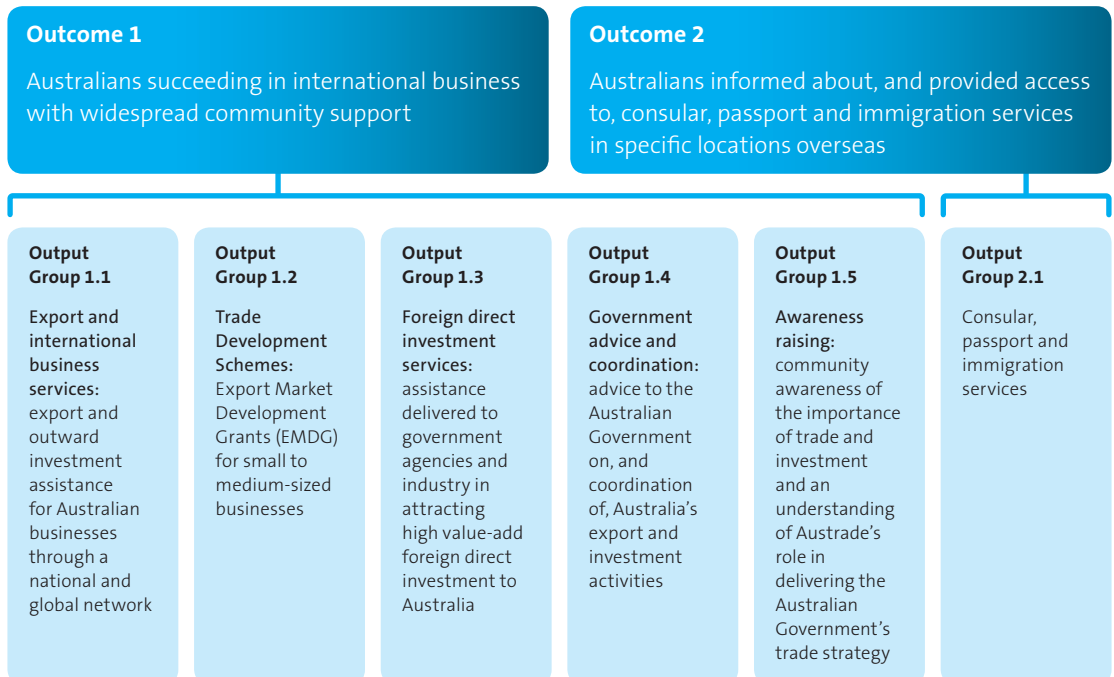 Outcome 1
Australians succeeding in international business
with widespread community support
Outcome 2
Australians informed about, and provided access
to, consular, passport and immigration services
in specific locations overseas
Output
Group 1.1
Export and
international
business
services:
export and
outward
investment
assistance
for Australian
businesses
through a
national and
global network
Output
Group 1.2
Trade
Development
Schemes:
Export Market
Development
Grants (EMDG)
for small to
medium-sized
businesses
Output
Group 1.3
Foreign direct
investment
services:
assistance
delivered to
government
agencies and
industry in
attracting
high value-add
foreign direct
investment to
Australia
Output
Group 1.4
Government
advice and
coordination:
advice to the
Australian
Government
on, and
coordination
of, Australia’s
export and
investment
activities
Output
Group 1.5
Awareness
raising:
community
awareness of
the importance
of trade and
investment
and an
understanding
of Austrade’s
role in
delivering the
Australian
Government’s
trade strategy
Output
Group 2.1
Consular,
passport and
immigration
services